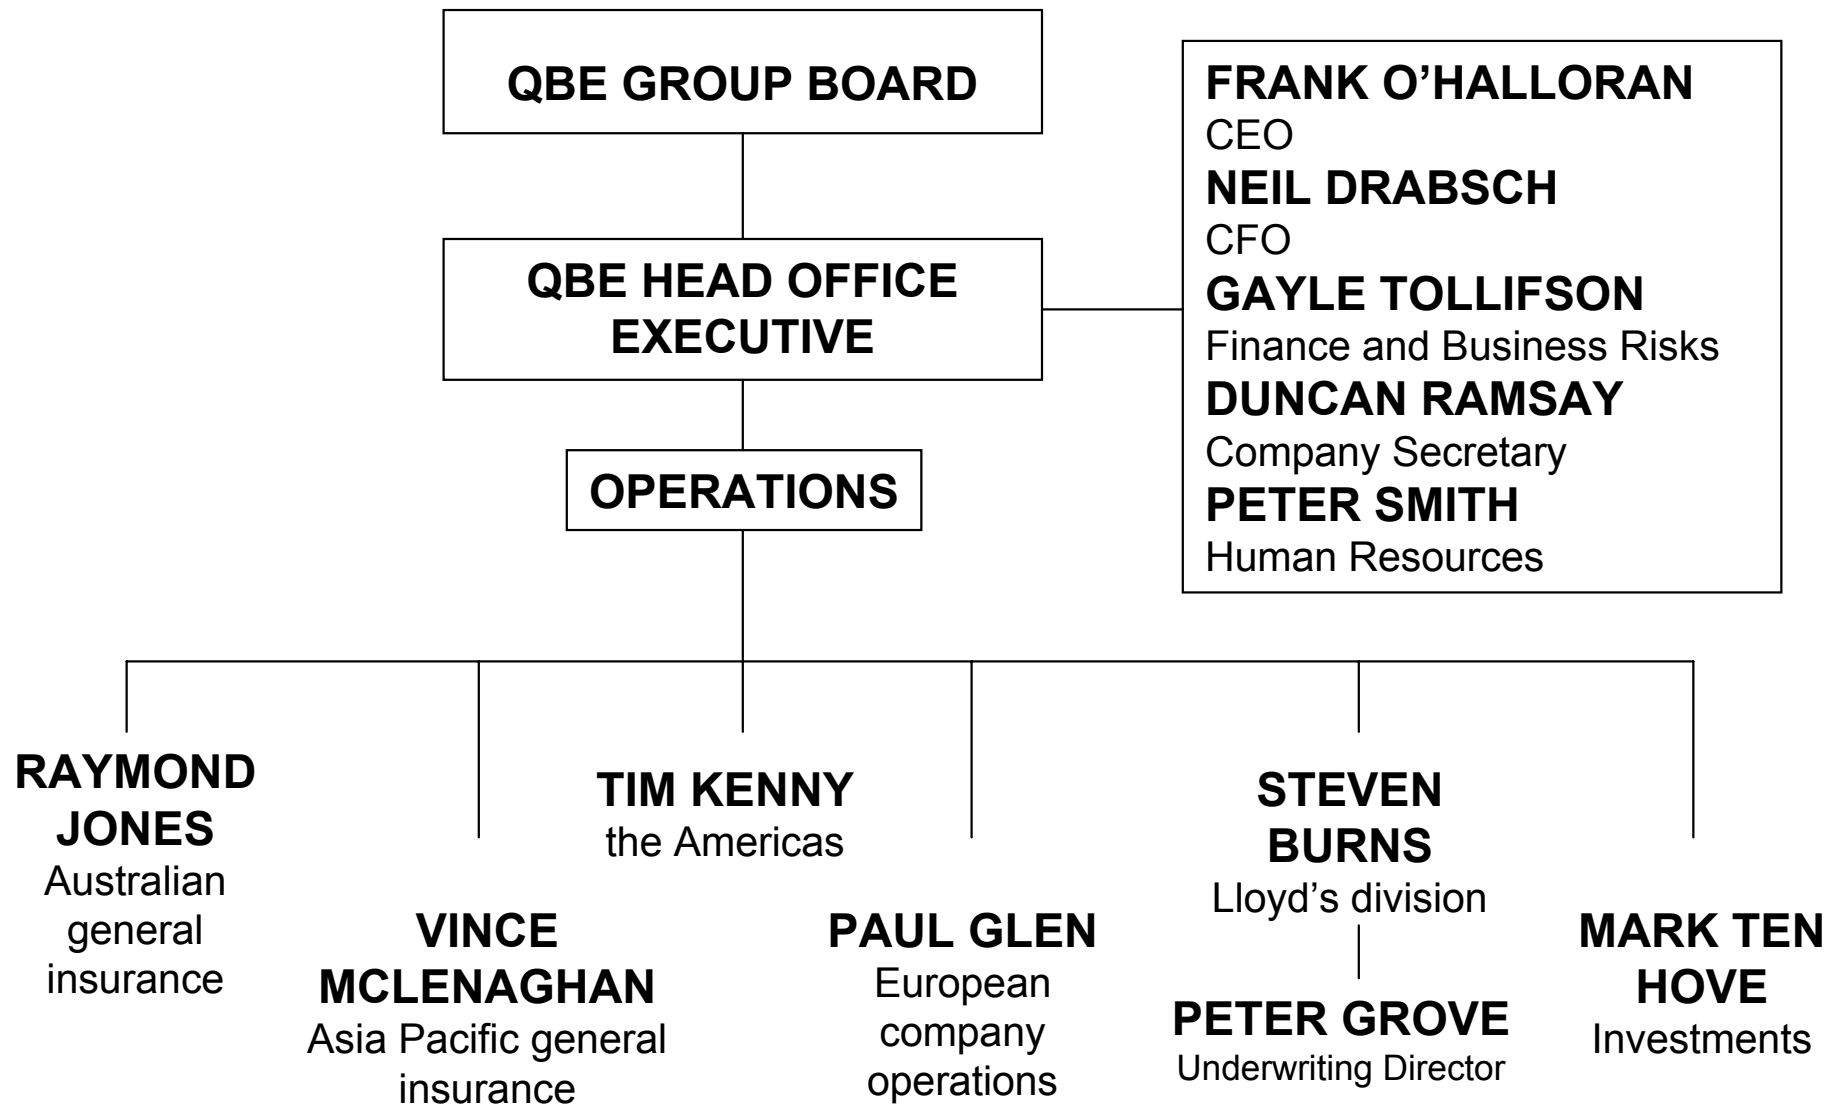 QBE GROUP BOARD
QBE HEAD OFFICE
EXECUTIVE
OPERATIONS
FRANK O’HALLORAN
CEO
NEIL DRABSCH
CFO
GAYLE TOLLIFSON
Finance and Business Risks
DUNCAN RAMSAY
Company Secretary
PETER SMITH
Human Resources
RAYMOND
JONES
Australian
general
insurance
VINCE
MCLENAGHAN
Asia Pacific general
insurance
TIM KENNY
the Americas
PAUL GLEN
European
company
operations
STEVEN
BURNS
Lloyd’s division
PETER GROVE
Underwriting Director
MARK TEN
HOVE
Investments